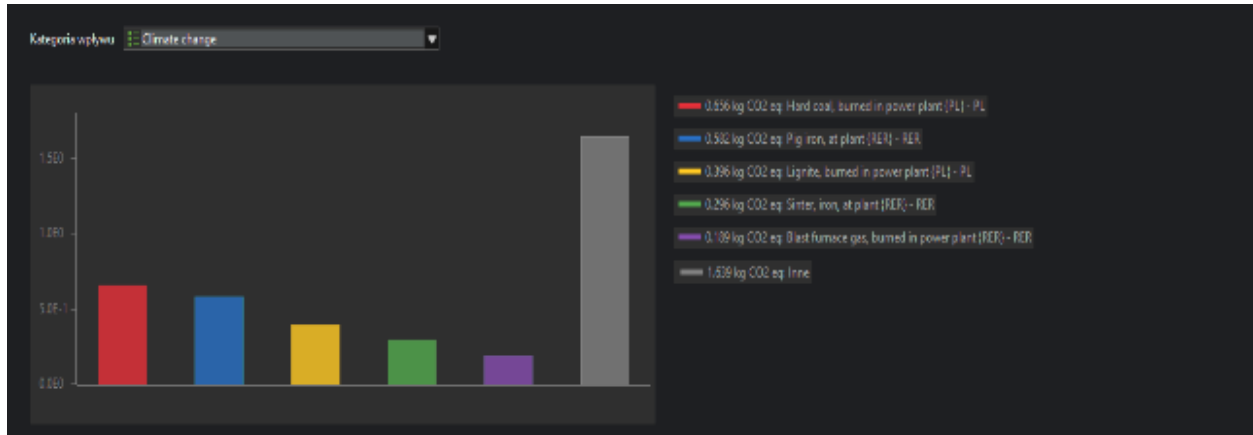 Kategoria wpływu Climate change
1.5E0
1.0E0
5.0E-1
0.0E0
0.656 kg CO2 eq: Hard coal, burned in power plant {PL} - PL
0.582 kg CO2 eq: Pig iron, at plant {RER} - RER
0.396 kg CO2 eq: Lignite, burned in power plant {PL} - PL
0.296 kg CO2 eq: Sinter, iron, at plant {RER} - RER
0.189 kg CO2 eq: Blast furnace gas, burned in power plant {RER} - RER
1.639 kg CO2 eq: Inne